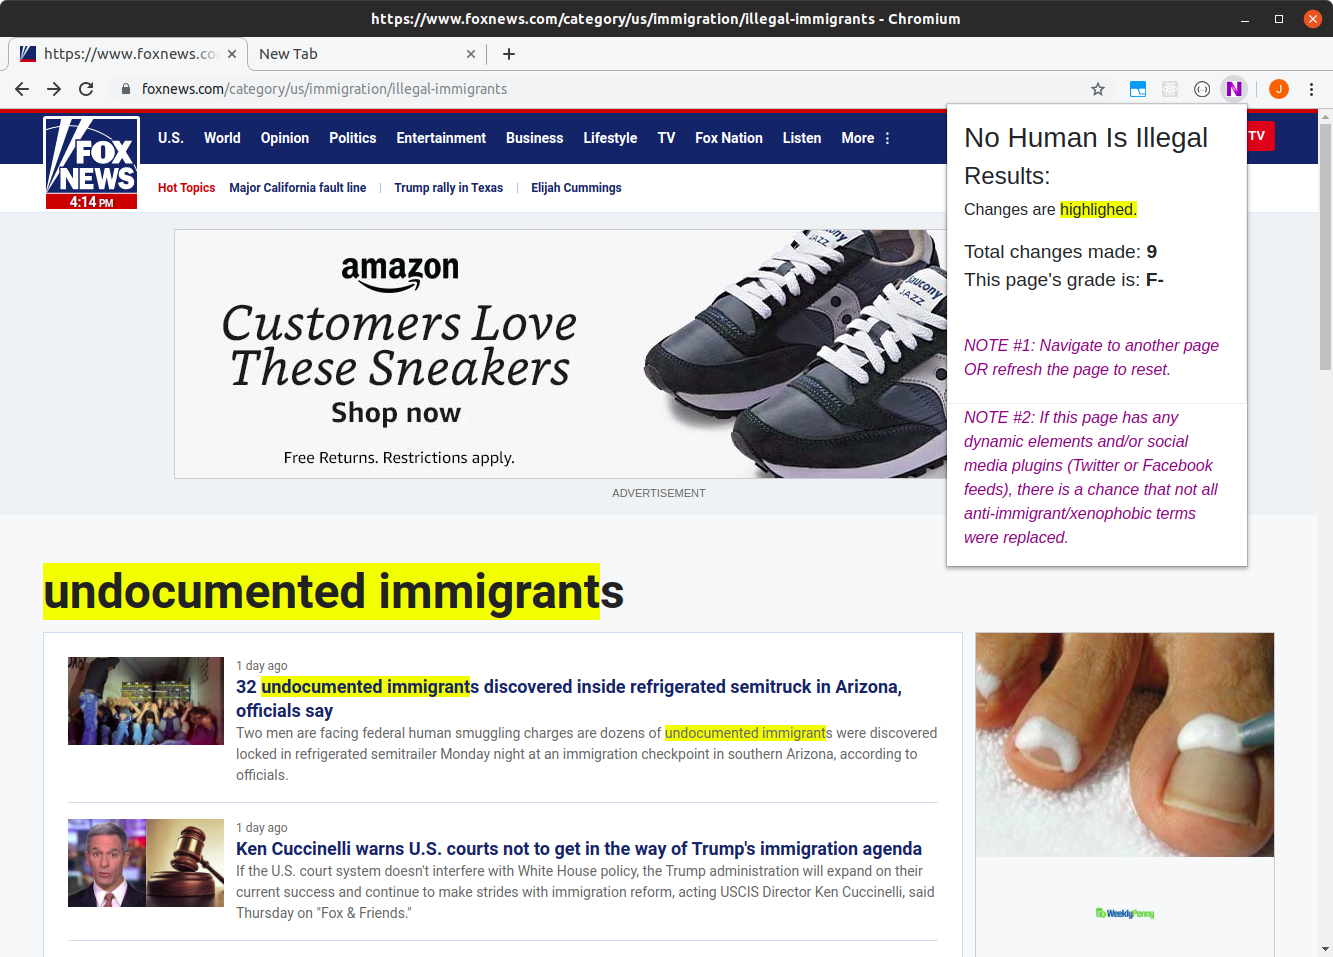 https://www.foxnews.com/category/us/immigration/illegal-immigrants - Chromium
https://www.foxnews.co
New Tab
foxnews.com/category/us/immigration/illegal-immigrants
N
J
FOX
NEWS
4:14 PM
U.S. World Opinion Politics Entertainment Business Lifestyle TV Fox Nation Listen More
TV
Hot Topics Major California fault line Trump rally in Texas Elijah Cummings
No Human Is Illegal
Results:
Changes are highlighed.
Total changes made: 9
This page's grade is: F-
NOTE #1: Navigate to another page
OR refresh the page to reset.
NOTE #2: If this page has any
dynamic elements and/or social
media plugins (Twitter or Facebook
feeds), there is a chance that not all
anti-immigrant/xenophobic terms
were replaced.
amazon
Customers Love
These Sneakers
Shop now
Free Returns. Restrictions apply.
JAZZ
saucony
JAZZ
ADVERTISEMENT
undocumented immigrants
1 day ago
32 undocumented immigrants discovered inside refrigerated semitruck in Arizona,
officials say
Two men are facing federal human smuggling charges are dozens of undocumented immigrants were discovered
locked in refrigerated semitrailer Monday night at an immigration checkpoint in southern Arizona, according to
officials.
1 day ago
Ken Cuccinelli warns U.S. courts not to get in the way of Trump's immigration agenda
If the U.S. court system doesn't interfere with White House policy, the Trump administration will expand on their
current success and continue to make strides with immigration reform, acting USCIS Director Ken Cuccinelli, said
Thursday on "Fox & Friends."
WeeklyPenny